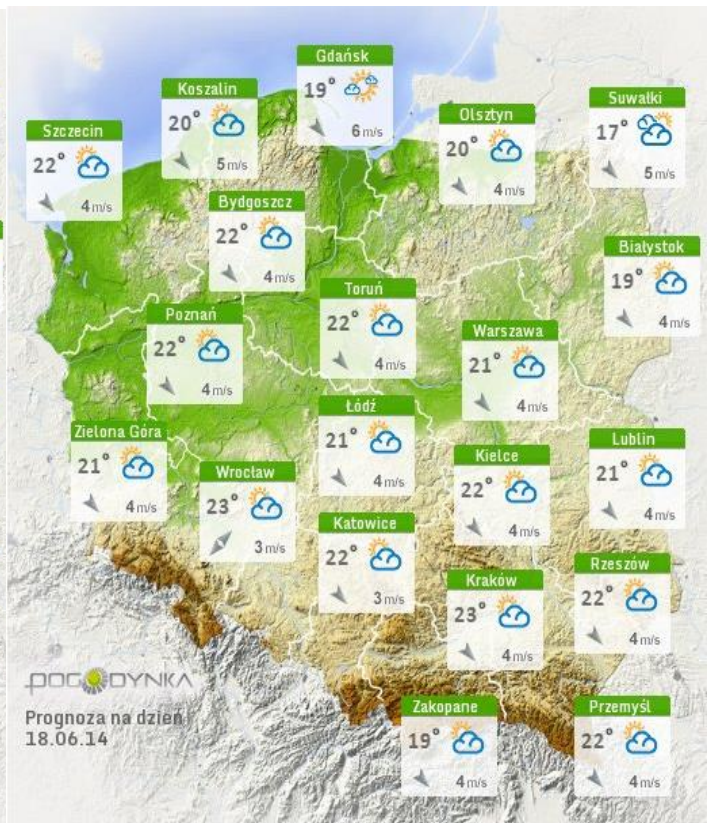 Gdańsk
19°
6 m/s
Koszalin
20°
5 m/s
Suwałki
17°
5 m/s
Olsztyn
20°
4 m/s
Szczecin
22°
4 m/s
Bydgoszcz
22°
4 m/s
Białystok
19°
4 m/s
Toruń
22°
4 m/s
Poznań
22°
4 m/s
Warszawa
21°
4 m/s
Łódź
21°
4 m/s
Zielona Góra
21°
4 m/s
Lublin
21°
4 m/s
Kielce
22°
4 m/s
Wrocław
23°
3 m/s
Katowice
22°
3 m/s
Rzeszów
22°
4 m/s
Kraków
23°
4 m/s
POGODYNKA
Prognoza na dzień
18.06.14
Zakopane
19°
4 m/s
Przemyśl
22°
4 m/s